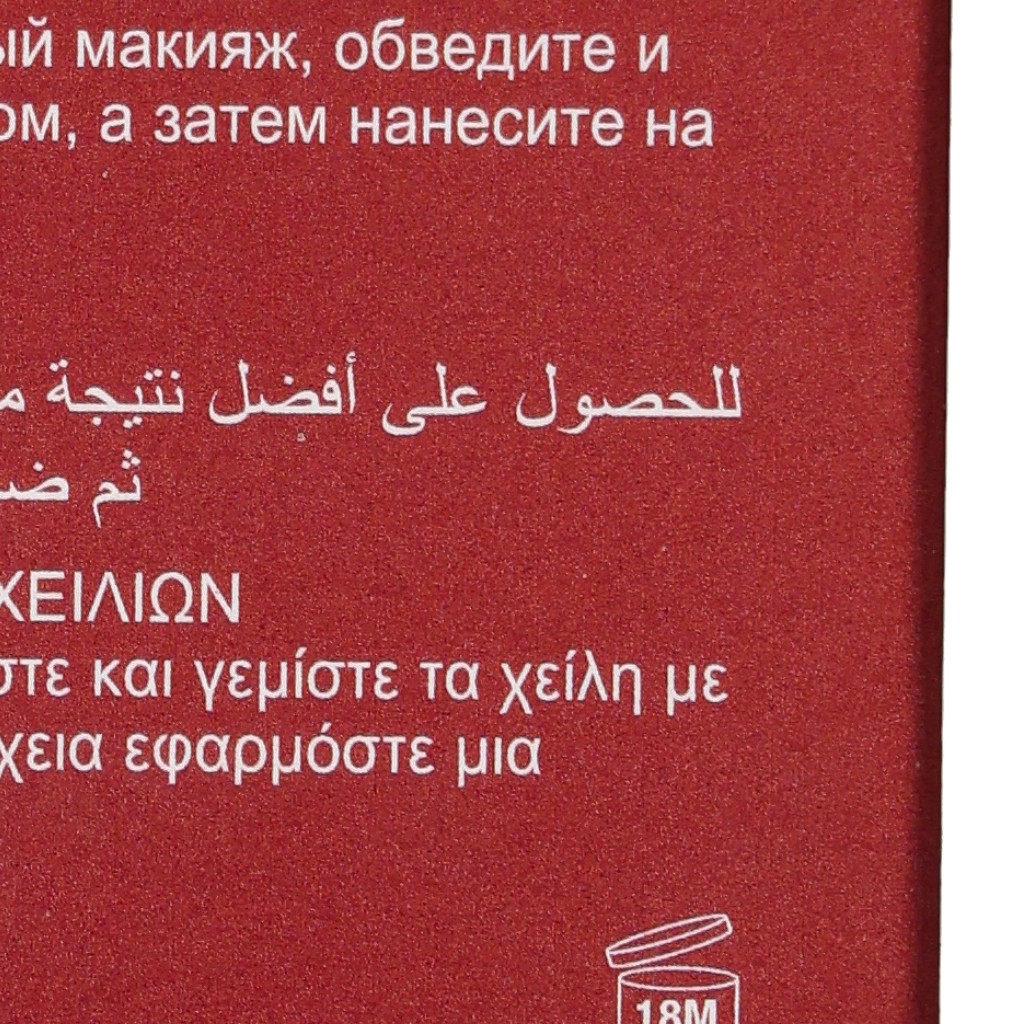 ый макияж, обведите и
ом, а затем нанесите на
للحصول على أفضل نتيجة
ثم
ΧΕΙΛΙΩΝ
στε και γεμίστε τα χείλη με
χεια εφαρμόστε μια
18M